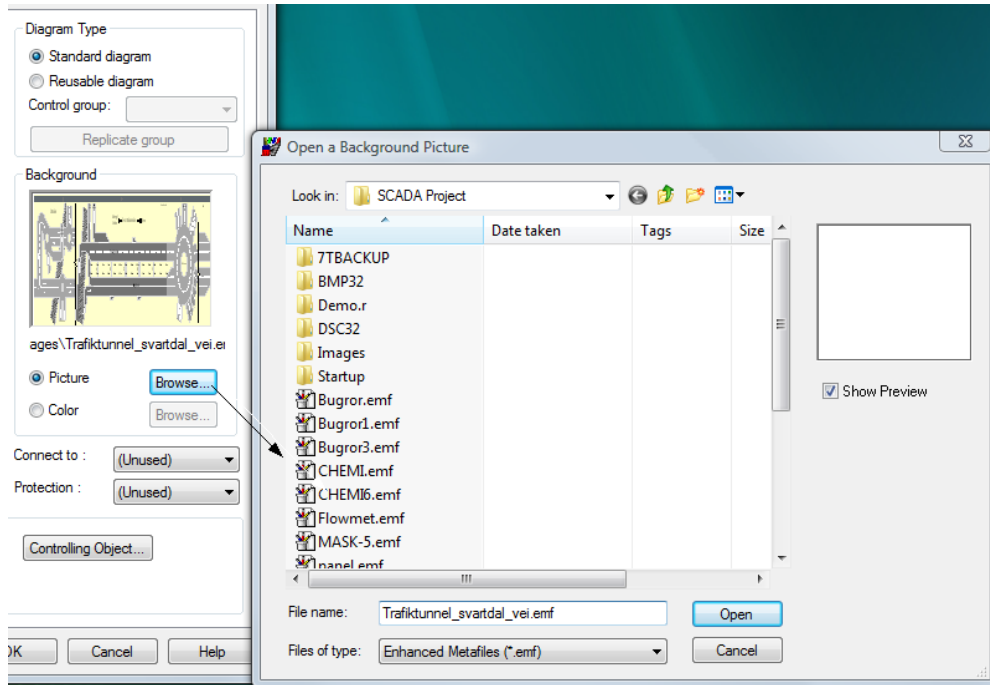 Diagram Type
Standard diagram
Reusable diagram
Control group:
Replicate group
Background
ages\Trafiktunnel_svartdal_vei.er
Picture
Browse...
Color
Browse...
Connect to :
(Unused)
Protection :
(Unused)
Controlling Object...
OK
Cancel
Help
Open a Background Picture
Look in:
SCADA Project
Name
Date taken
Tags
Size
7TBACKUP
BMP32
Demo.r
DSC32
Images
Startup
Bugror.emf
Bugror1.emf
Bugror3.emf
CHEMI.emf
CHEMI6.emf
Flowmet.emf
MASK-5.emf
panel.emf
Show Preview
File name:
Trafiktunnel_svartdal_vei.emf
Open
Files of type:
Enhanced Metafiles (*.emf)
Cancel